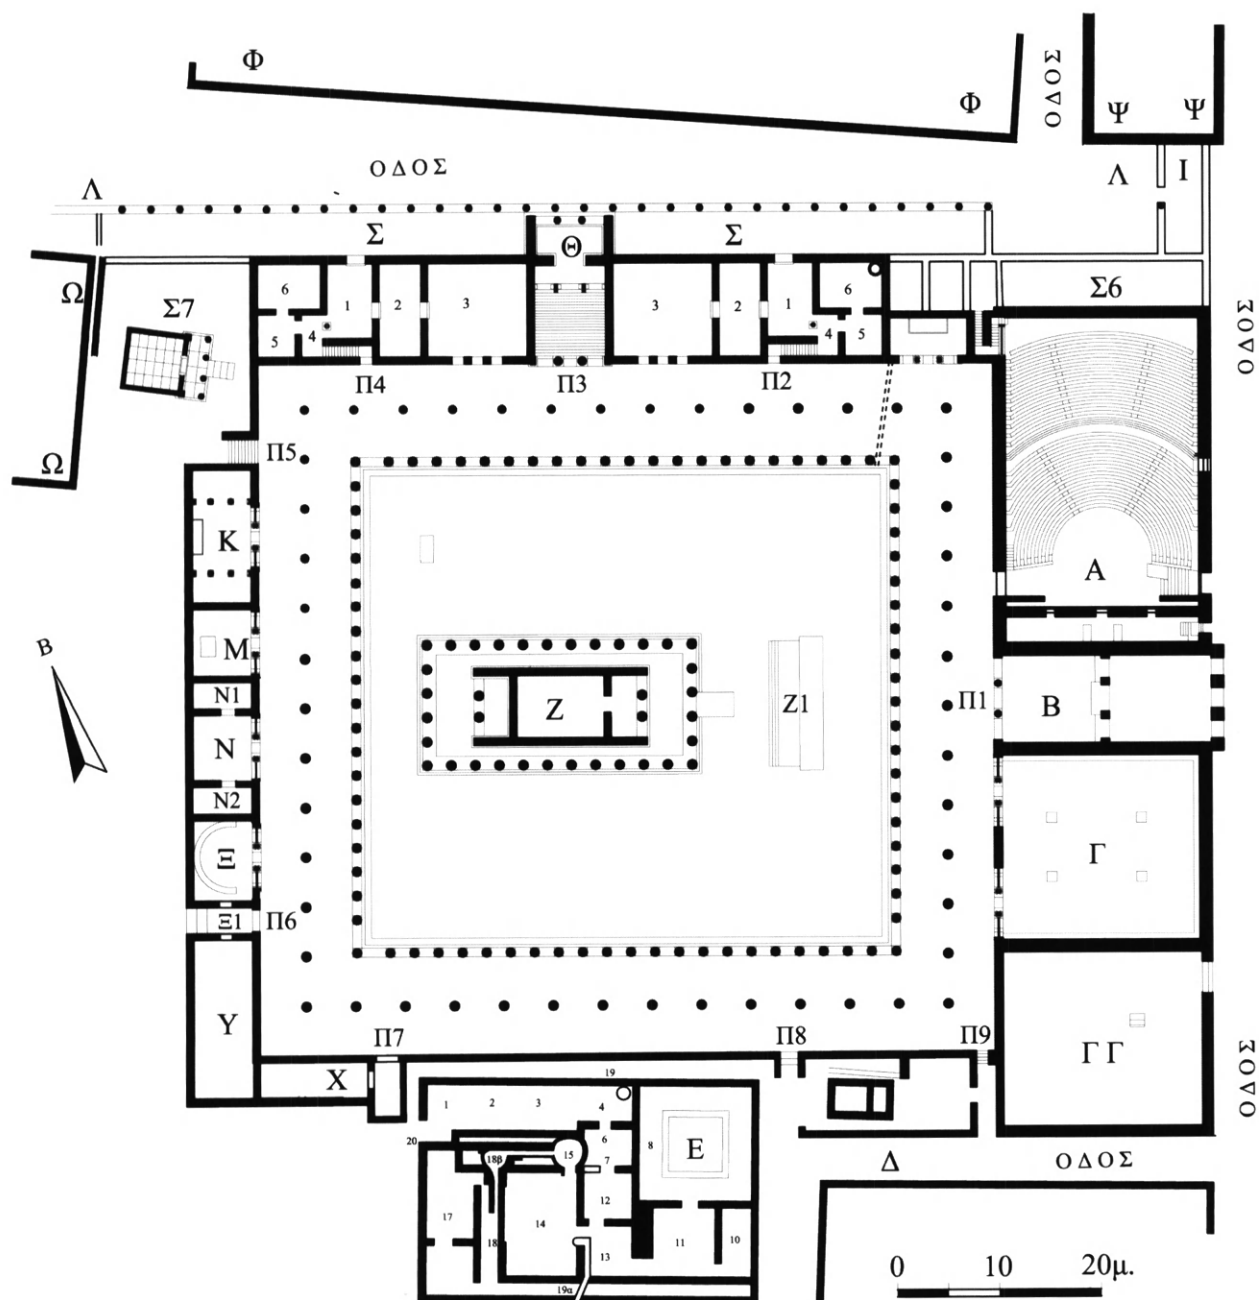 Φ Φ ΟΔΟΣ Ψ Ψ
ΟΔΟΣ
Λ Λ Ι
Σ Θ Σ
Ω Σ7 6 1 2 3 3 2 1 6 Σ6
5 4 4 5
ΟΔΟΣ
Π4 Π3 Π2
Ω Π5
Κ Α
Β Μ
Ν1 Ζ Ζ1 Π1 Β
Ν
Ν2
Ξ Γ
Ξ1 Π6
Υ
Π7 Π8 Π9
Χ ΓΓ
ΟΔΟΣ
19
1 2 3 4
20 6 8 Ε
18β 15 7
Δ ΟΔΟΣ
12
17 14
18 13 11 10
19α
0 10 20μ.